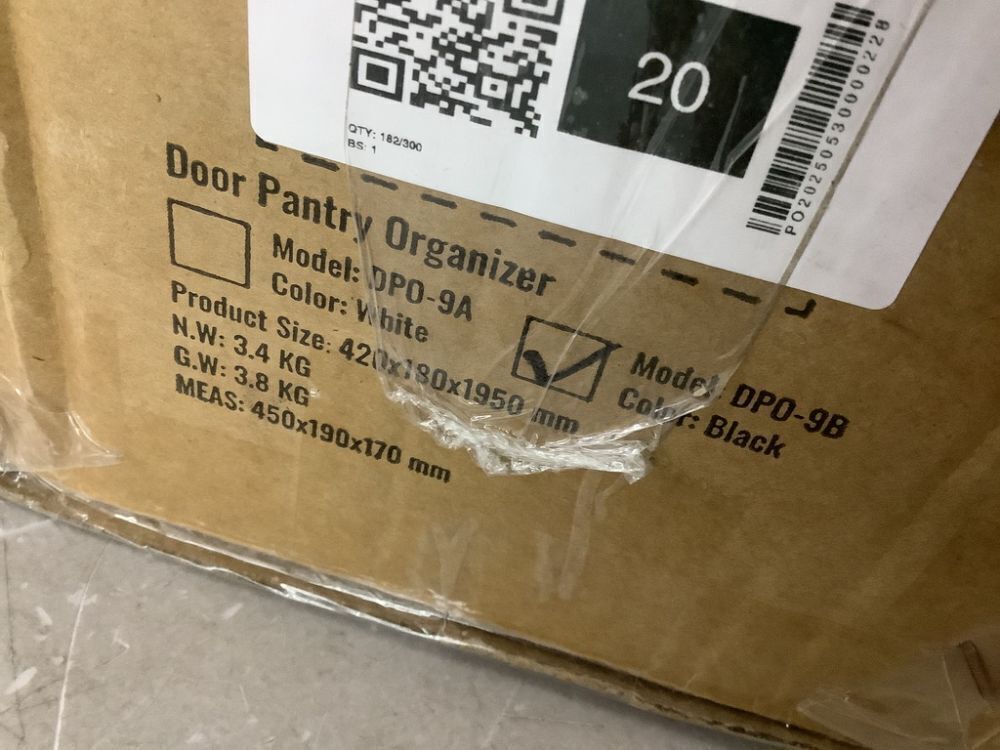 20
QTY: 182/300
BS: 1
PO2025053000022​8
Door Pantry Organizer
Model: DPO-9A
Color: White
Model: DPO-9B
Color: Black
Product Size: 420x180x1950 mm
N.W: 3.4 KG
G.W: 3.8 KG
MEAS: 450x190x170 mm